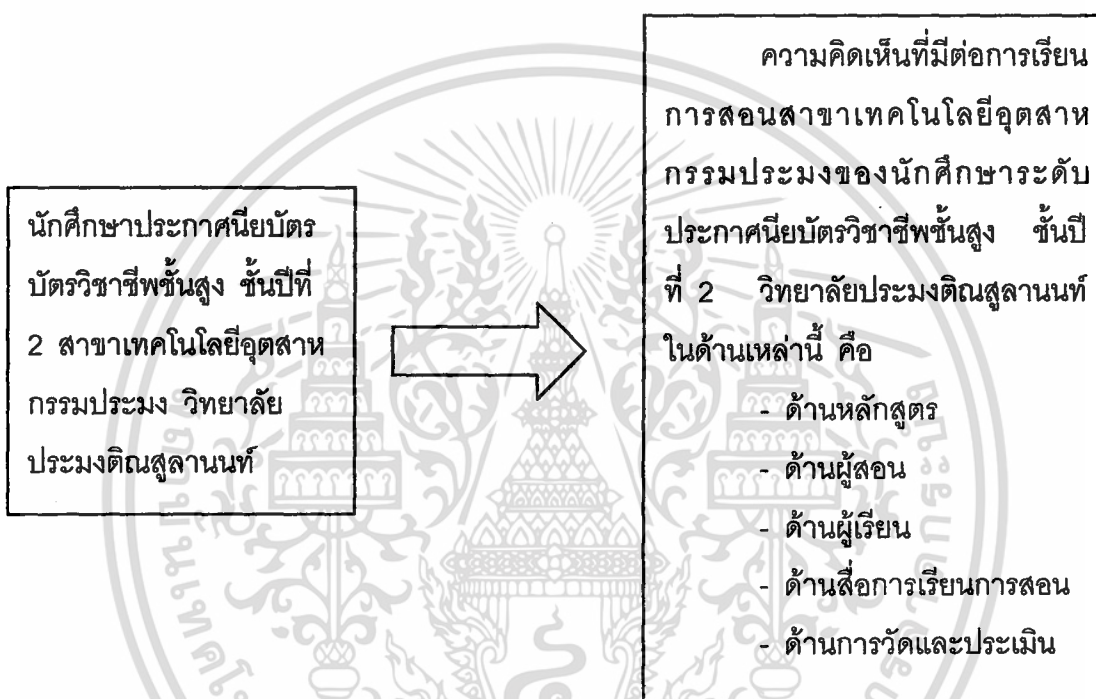 นักศึกษาประกาศนียบัตร
บัตรวิชาชีพชั้นสูง ชั้นปีที่
2 สาขาเทคโนโลยีอุตสาห
กรรมประมง วิทยาลัย
ประมงติณสูลานนท์
ความคิดเห็นที่มีต่อการเรียน
การสอนสาขาเทคโนโลยีอุตสาห
กรรมประมงของนักศึกษาระดับ
ประกาศนียบัตรวิชาชีพชั้นสูง ชั้นปี
ที่ 2 วิทยาลัยประมงติณสูลานนท์
ในด้านเหล่านี้ คือ
- ด้านหลักสูตร
- ด้านผู้สอน
- ด้านผู้เรียน
- ด้านสื่อการเรียนการสอน
- ด้านการวัดและประเมิน